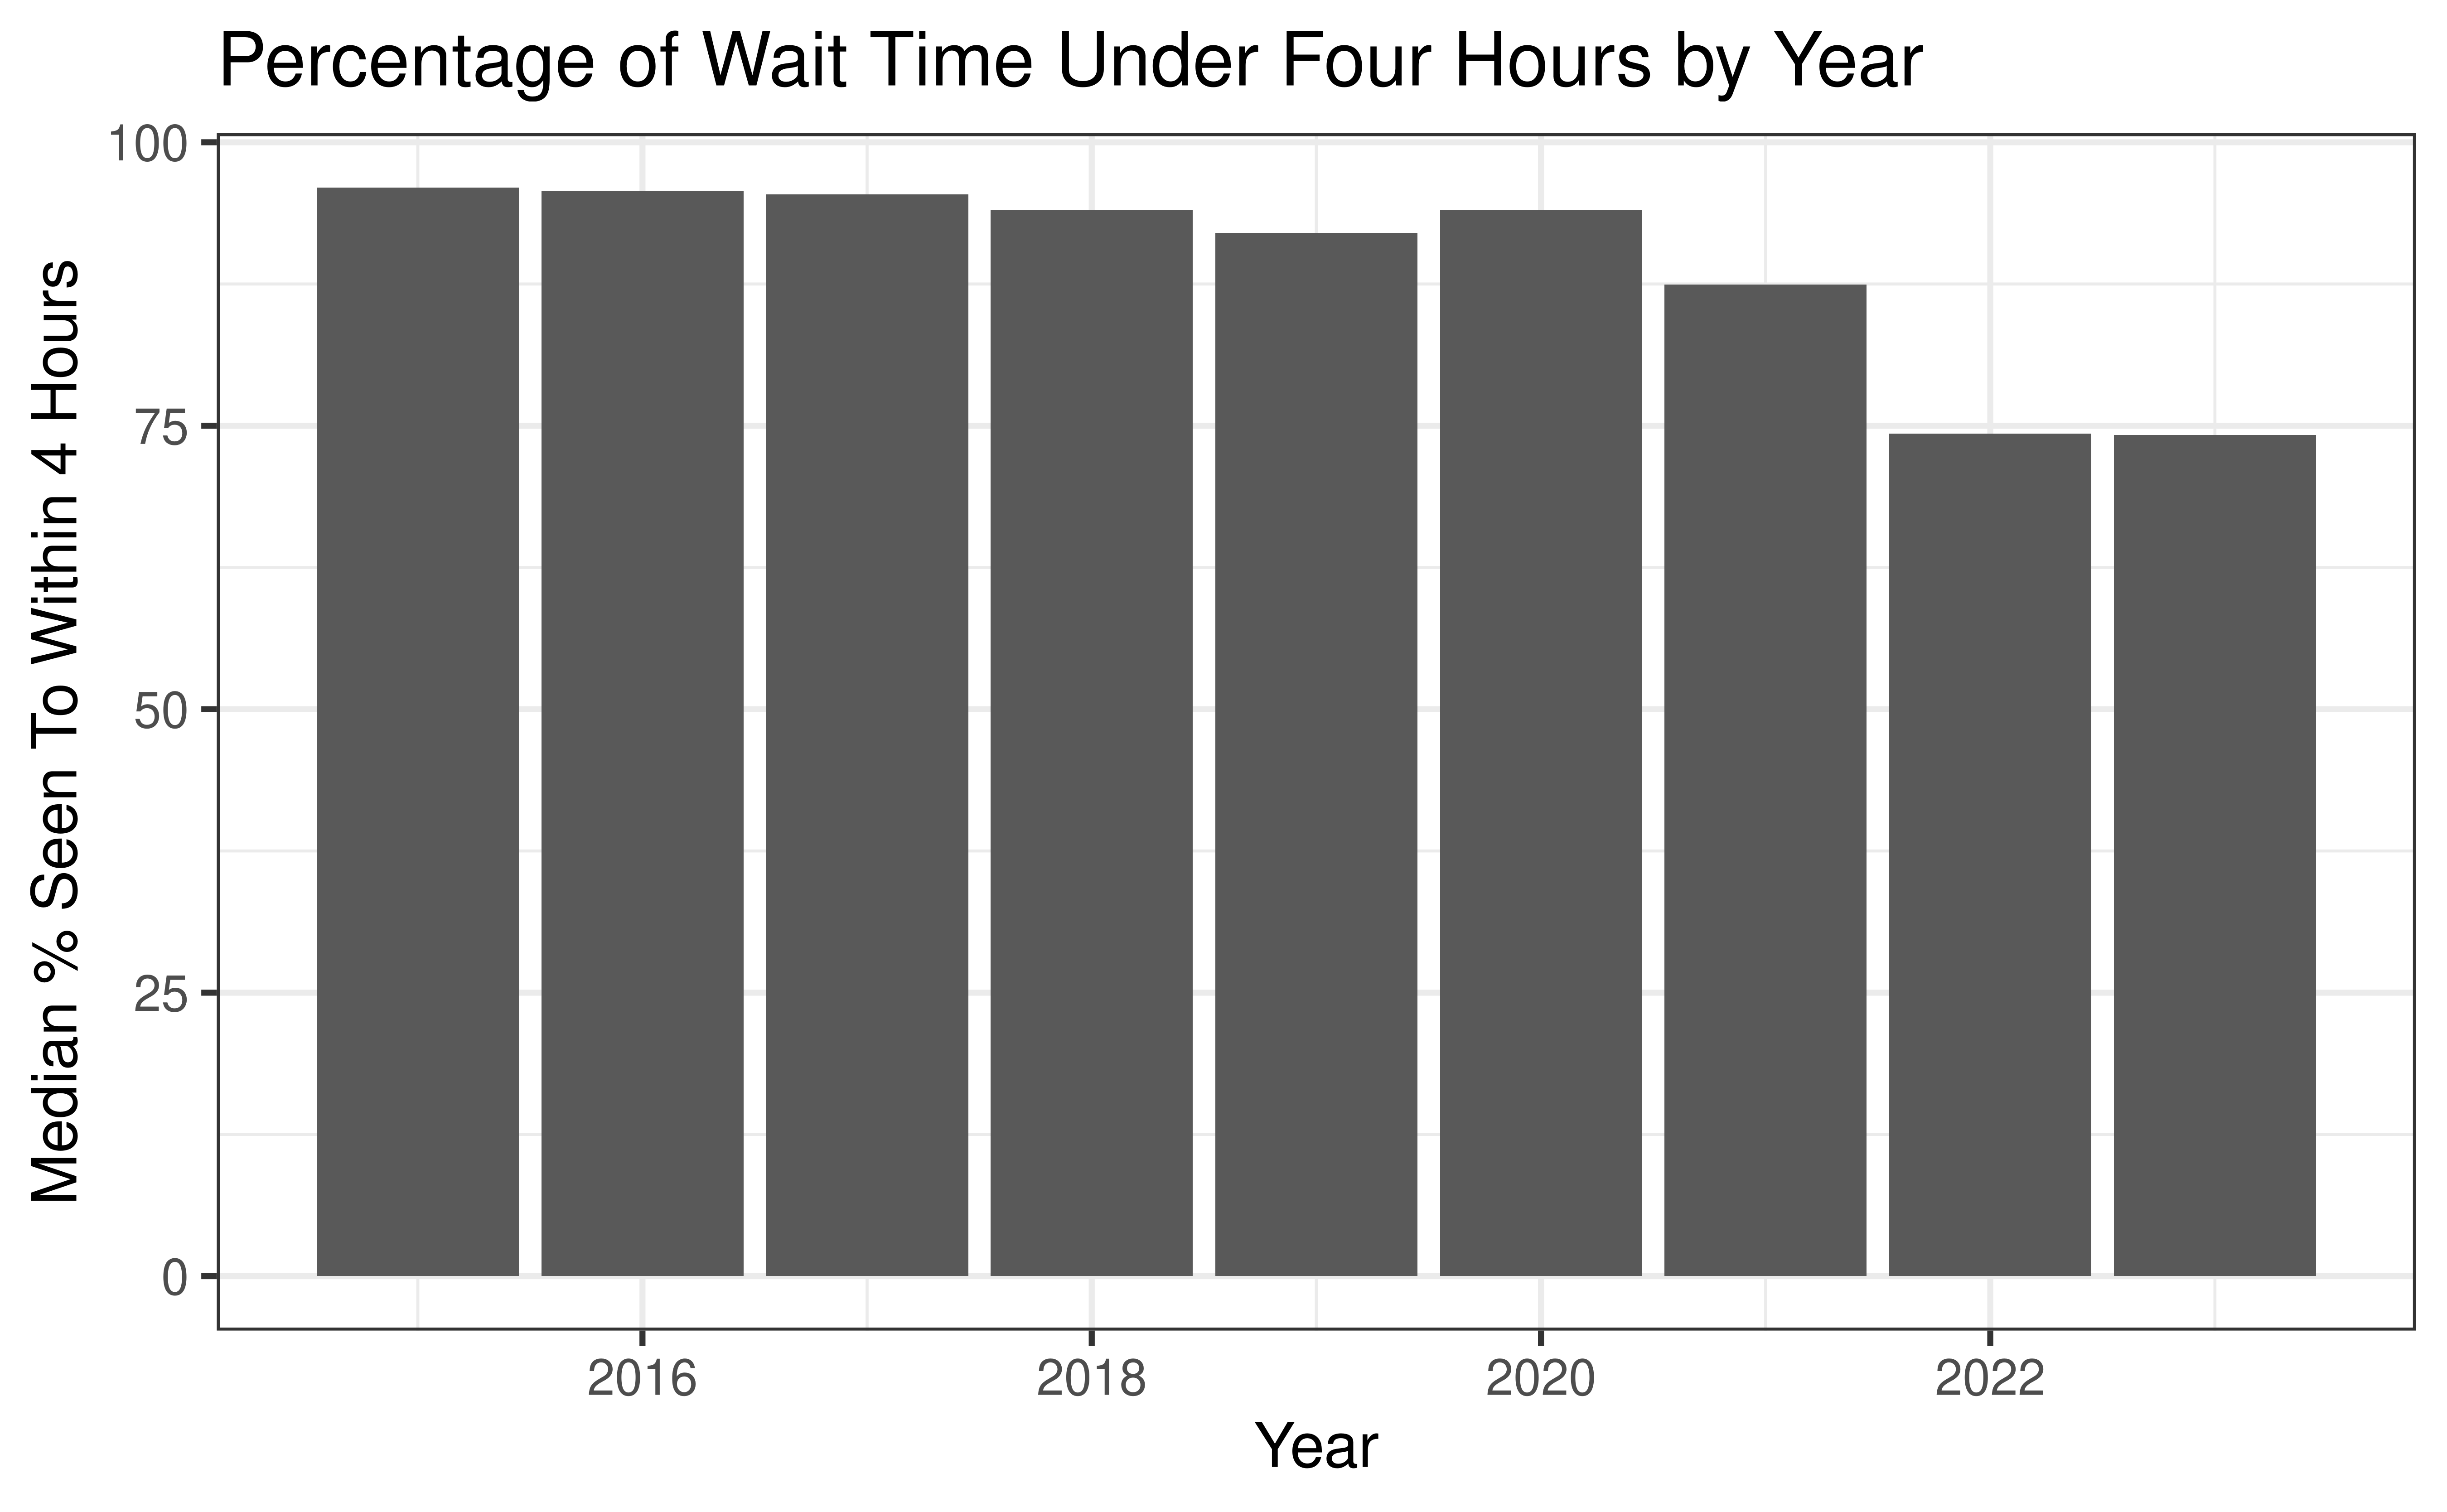 Percentage of Wait Time Under Four Hours by Year
Median % Seen To Within 4 Hours
100
75
50
25
0
2016 2018 2020 2022
Year